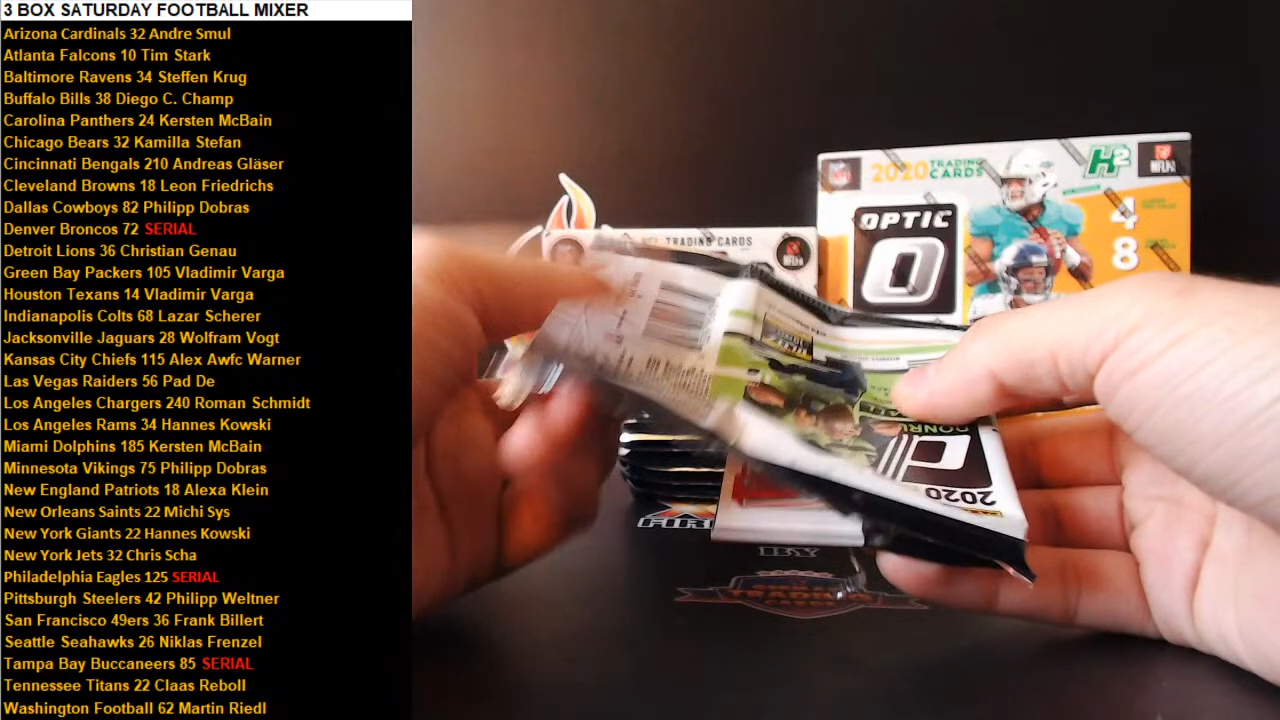 3 BOX SATURDAY FOOTBALL MIXER
Arizona Cardinals 32 Andre Smul
Atlanta Falcons 10 Tim Stark
Baltimore Ravens 34 Steffen Krug
Buffalo Bills 38 Diego C. Champ
Carolina Panthers 24 Kersten McBain
Chicago Bears 32 Kamilla Stefan
Cincinnati Bengals 210 Andreas Gläser
Cleveland Browns 18 Leon Friedrichs
Dallas Cowboys 82 Philipp Dobras
Denver Broncos 72 SERIAL
Detroit Lions 36 Christian Genau
Green Bay Packers 105 Vladimir Varga
Houston Texans 14 Vladimir Varga
Indianapolis Colts 68 Lazar Scherer
Jacksonville Jaguars 28 Wolfram Vogt
Kansas City Chiefs 115 Alex Awfc Warner
Las Vegas Raiders 56 Pad De
Los Angeles Chargers 240 Roman Schmidt
Los Angeles Rams 34 Hannes Kowski
Miami Dolphins 185 Kersten McBain
Minnesota Vikings 75 Philipp Dobras
New England Patriots 18 Alexa Klein
New Orleans Saints 22 Michi Sys
New York Giants 22 Hannes Kowski
New York Jets 32 Chris Scha
Philadelphia Eagles 125 SERIAL
Pittsburgh Steelers 42 Philipp Weltner
San Francisco 49ers 36 Frank Billert
Seattle Seahawks 26 Niklas Frenzel
Tampa Bay Buccaneers 85 SERIAL
Tennessee Titans 22 Claas Reboll
Washington Football 62 Martin Riedl
2020 TRADING CARDS
H2
NFLPA
OPTIC
4
8
TRADING CARDS
2020
BY